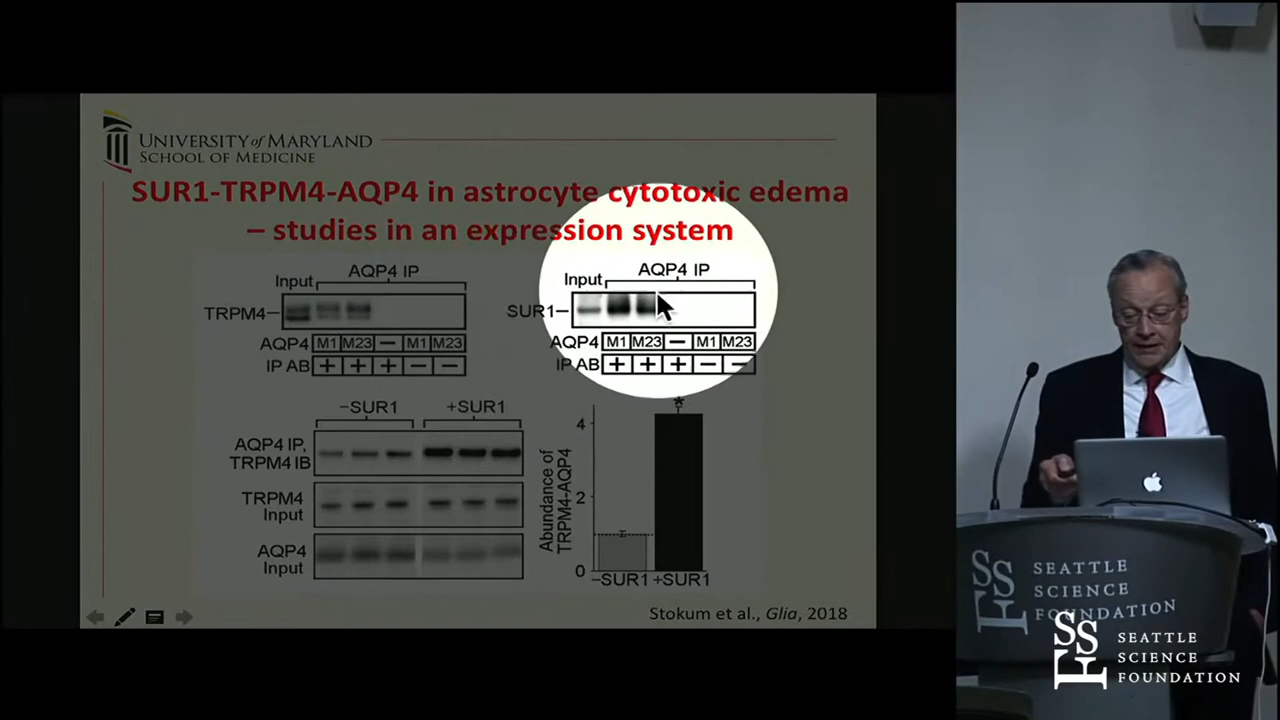 UNIVERSITY of MARYLAND
SCHOOL OF MEDICINE
SUR1-TRPM4-AQP4 in astrocyte cytotoxic edema
– studies in an expression system
AQP4 IP
Input
TRPM4–
AQP4 M1 M23 – M1 M23
IP AB + + + – –
AQP4 IP
Input
SUR1–
AQP4 M1 M23 – M1 M23
IP AB + + + – –
–SUR1 +SUR1
AQP4 IP,
TRPM4 IB
TRPM4
Input
AQP4
Input
Abundance of
TRPM4-AQP4
4
2
0
*
–SUR1 +SUR1
Stokum et al., Glia, 2018
SSF
SEATTLE
SCIENCE
FOUNDATION
SSF
SEATTLE
SCIENCE
FOUNDATION